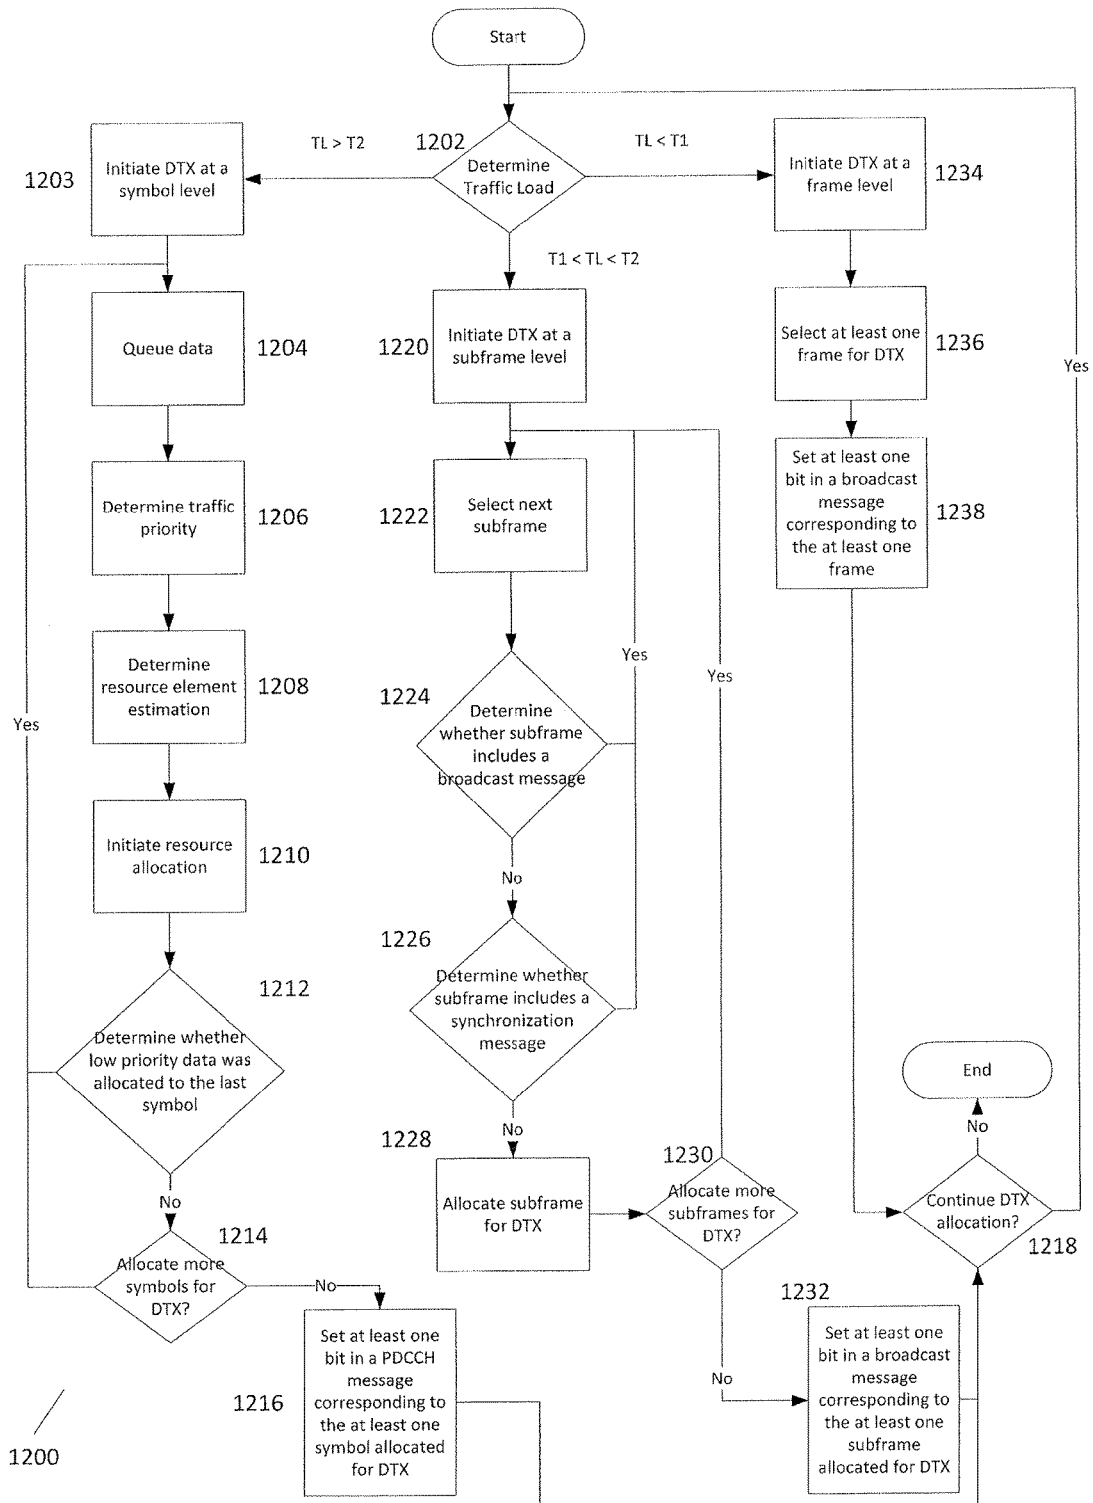 Start
1202
Determine
Traffic Load
TL > T2
TL < T1
T1 < TL < T2
1203
Initiate DTX at a
symbol level
Queue data
1204
Determine traffic
priority
1206
Determine
resource element
estimation
1208
Initiate resource
allocation
1210
1212
Determine whether
low priority data was
allocated to the last
symbol
Yes
No
1214
Allocate more
symbols for
DTX?
No
1216
Set at least one
bit in a PDCCH
message
corresponding to
the at least one
symbol allocated
for DTX
1220
Initiate DTX at a
subframe level
1222
Select next
subframe
1224
Determine
whether subframe
includes a
broadcast message
Yes
No
1226
Determine whether
subframe includes a
synchronization
message
No
1228
Allocate subframe
for DTX
1230
Allocate more
subframes for
DTX?
Yes
No
1232
Set at least one
bit in a broadcast
message
corresponding to
the at least one
subframe
allocated for DTX
Initiate DTX at a
frame level
1234
Select at least one
frame for DTX
1236
Set at least one
bit in a broadcast
message
corresponding to
the at least one
frame
1238
Yes
End
No
Continue DTX
allocation?
1218
1200